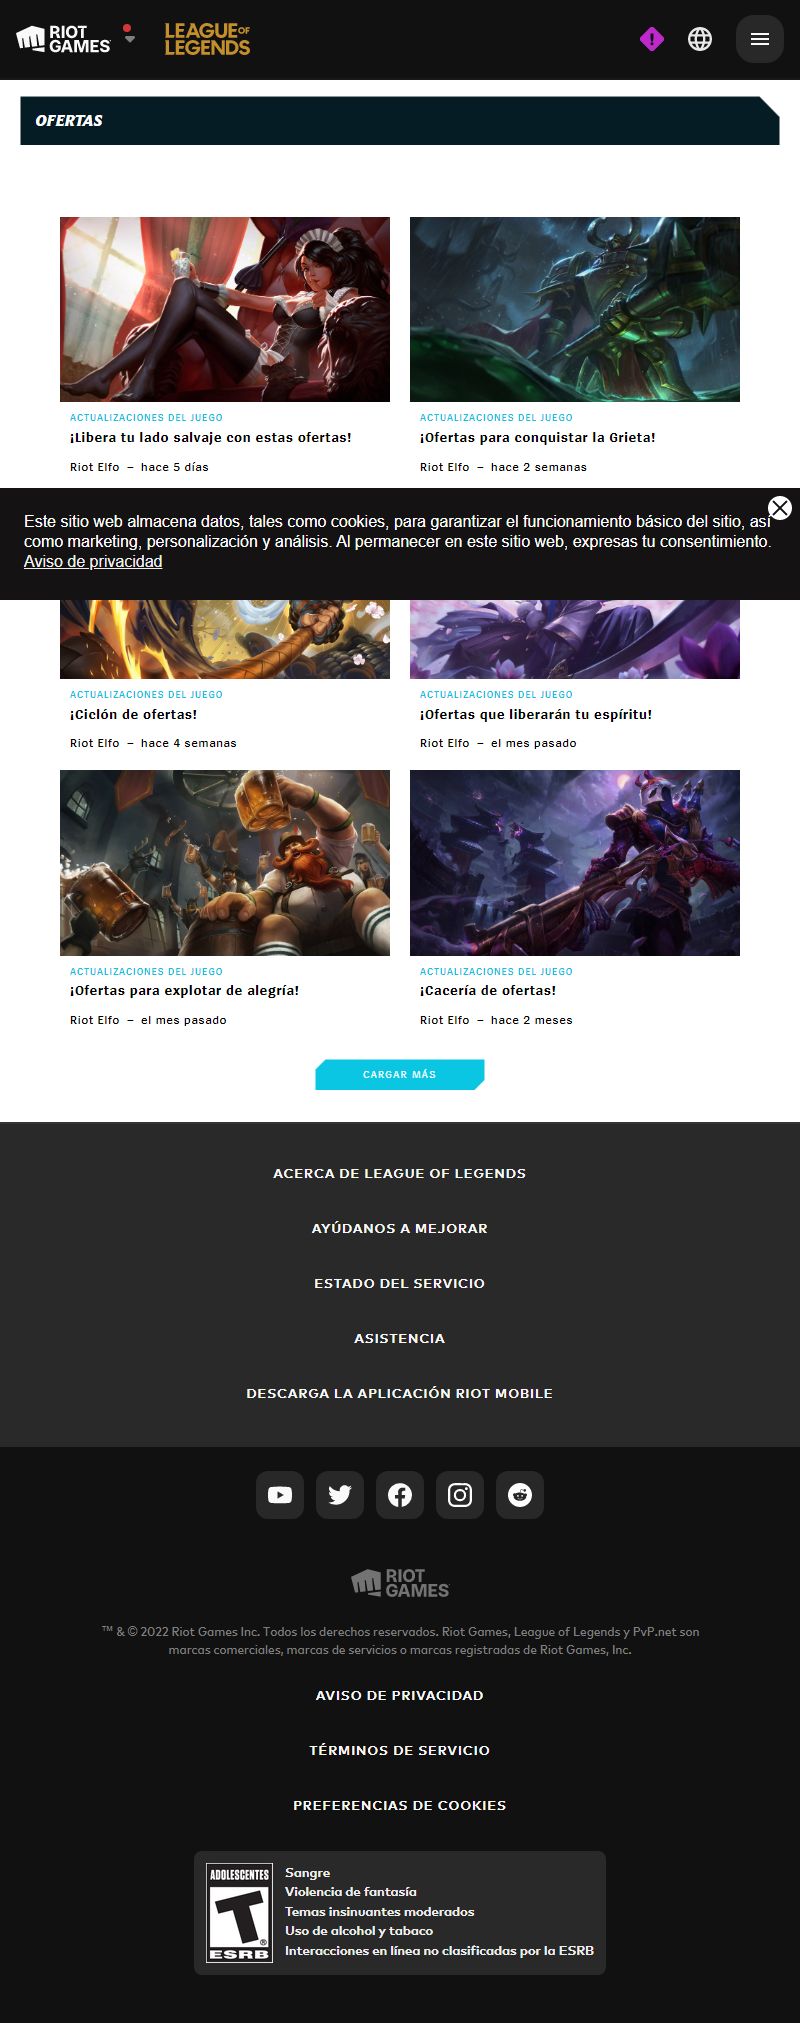 RIOT
GAMES
LEAGUE OF
LEGENDS
OFERTAS
ACTUALIZACIONES DEL JUEGO
¡Libera tu lado salvaje con estas ofertas!
Riot Elfo – hace 5 días
ACTUALIZACIONES DEL JUEGO
¡Ofertas para conquistar la Grieta!
Riot Elfo – hace 2 semanas
Este sitio web almacena datos, tales como cookies, para garantizar el funcionamiento básico del sitio, así
como marketing, personalización y análisis. Al permanecer en este sitio web, expresas tu consentimiento.
Aviso de privacidad
ACTUALIZACIONES DEL JUEGO
¡Ciclón de ofertas!
Riot Elfo – hace 4 semanas
ACTUALIZACIONES DEL JUEGO
¡Ofertas que liberarán tu espíritu!
Riot Elfo – el mes pasado
ACTUALIZACIONES DEL JUEGO
¡Ofertas para explotar de alegría!
Riot Elfo – el mes pasado
ACTUALIZACIONES DEL JUEGO
¡Cacería de ofertas!
Riot Elfo – hace 2 meses
CARGAR MÁS
ACERCA DE LEAGUE OF LEGENDS
AYÚDANOS A MEJORAR
ESTADO DEL SERVICIO
ASISTENCIA
DESCARGA LA APLICACIÓN RIOT MOBILE
RIOT
GAMES
™ & © 2022 Riot Games Inc. Todos los derechos reservados. Riot Games, League of Legends y PvP.net son
marcas comerciales, marcas de servicios o marcas registradas de Riot Games, Inc.
AVISO DE PRIVACIDAD
TÉRMINOS DE SERVICIO
PREFERENCIAS DE COOKIES
ADOLESCENTES
T
®
ESRB
Sangre
Violencia de fantasía
Temas insinuantes moderados
Uso de alcohol y tabaco
Interacciones en línea no clasificadas por la ESRB